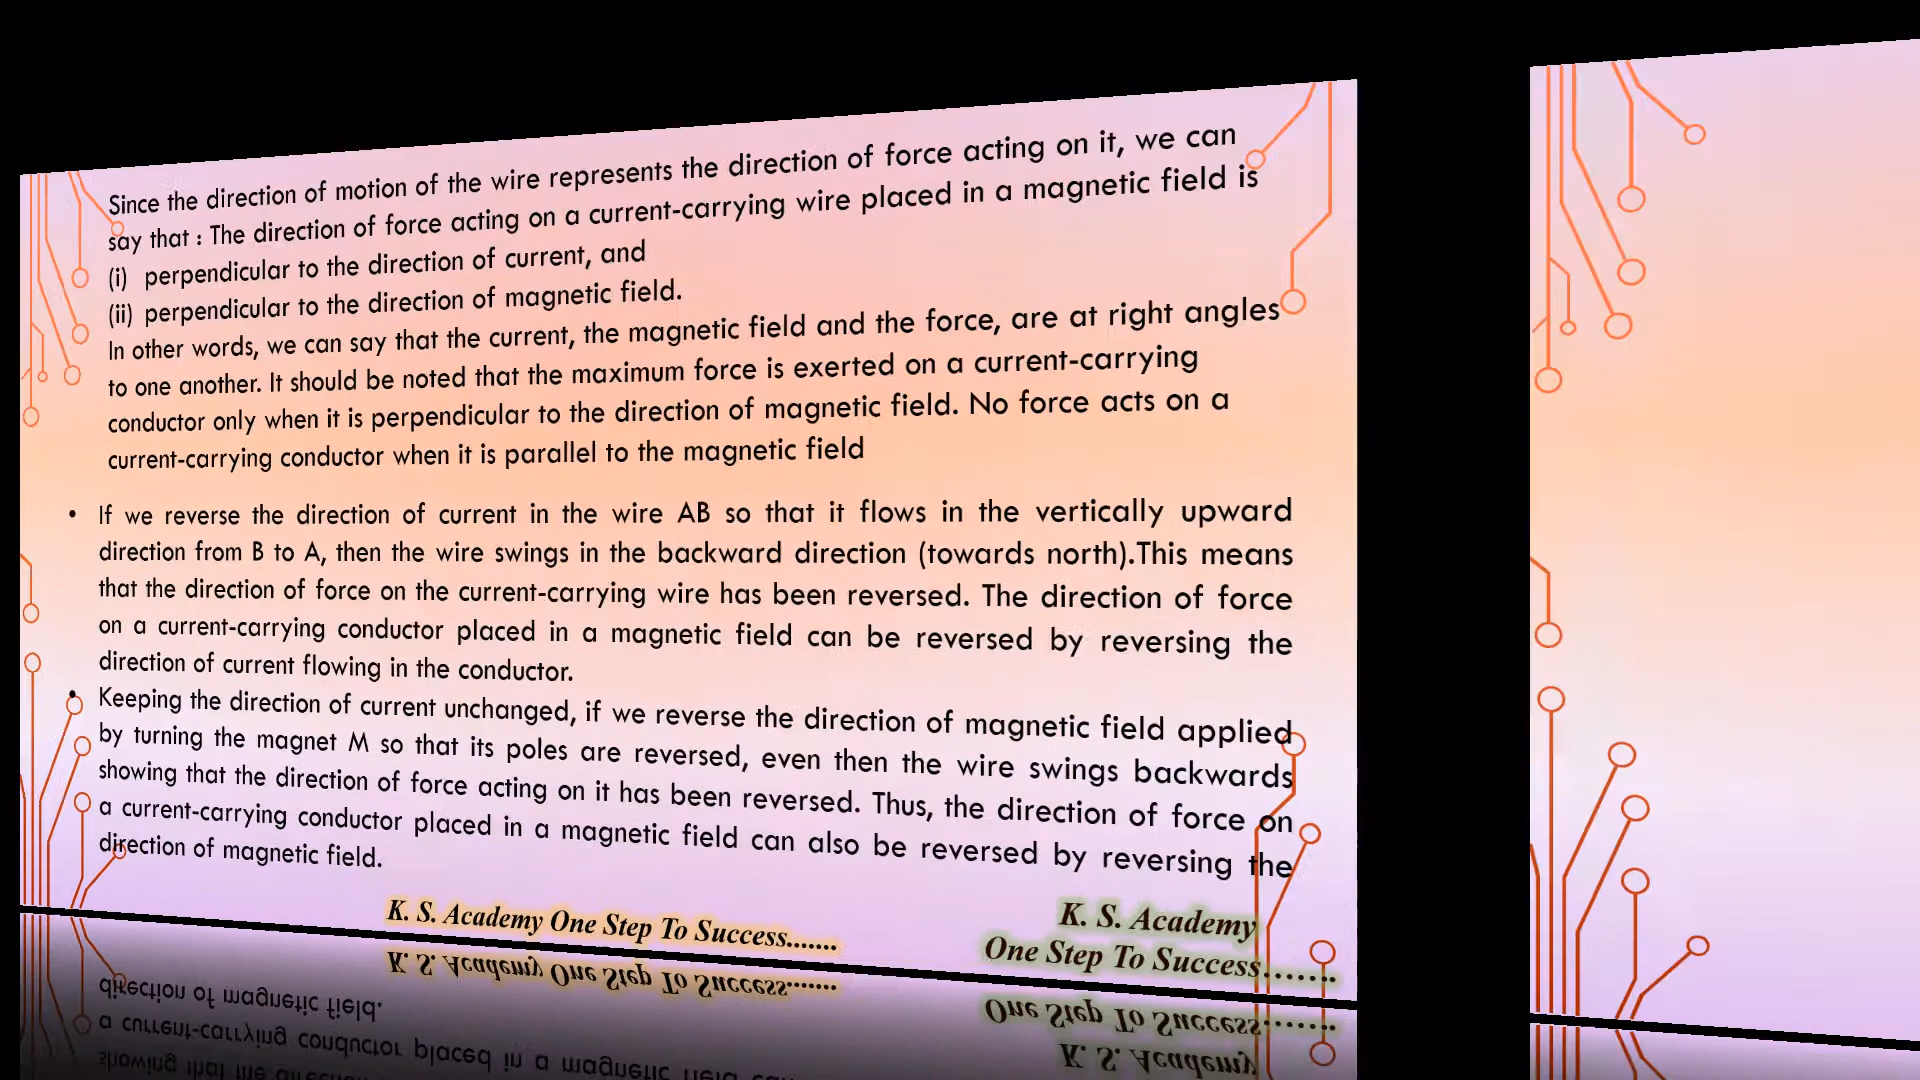 Since the direction of motion of the wire represents the direction of force acting on it, we can
say that : The direction of force acting on a current-carrying wire placed in a magnetic field is
(i) perpendicular to the direction of current, and
(ii) perpendicular to the direction of magnetic field.
In other words, we can say that the current, the magnetic field and the force, are at right angles
to one another. It should be noted that the maximum force is exerted on a current-carrying
conductor only when it is perpendicular to the direction of magnetic field. No force acts on a
current-carrying conductor when it is parallel to the magnetic field
• If we reverse the direction of current in the wire AB so that it flows in the vertically upward
direction from B to A, then the wire swings in the backward direction (towards north).This means
that the direction of force on the current-carrying wire has been reversed. The direction of force
on a current-carrying conductor placed in a magnetic field can be reversed by reversing the
direction of current flowing in the conductor.
• Keeping the direction of current unchanged, if we reverse the direction of magnetic field applied
by turning the magnet M so that its poles are reversed, even then the wire swings backwards
showing that the direction of force acting on it has been reversed. Thus, the direction of force on
a current-carrying conductor placed in a magnetic field can also be reversed by reversing the
direction of magnetic field.
K. S. Academy One Step To Success.......
K. S. Academy
One Step To Success.......